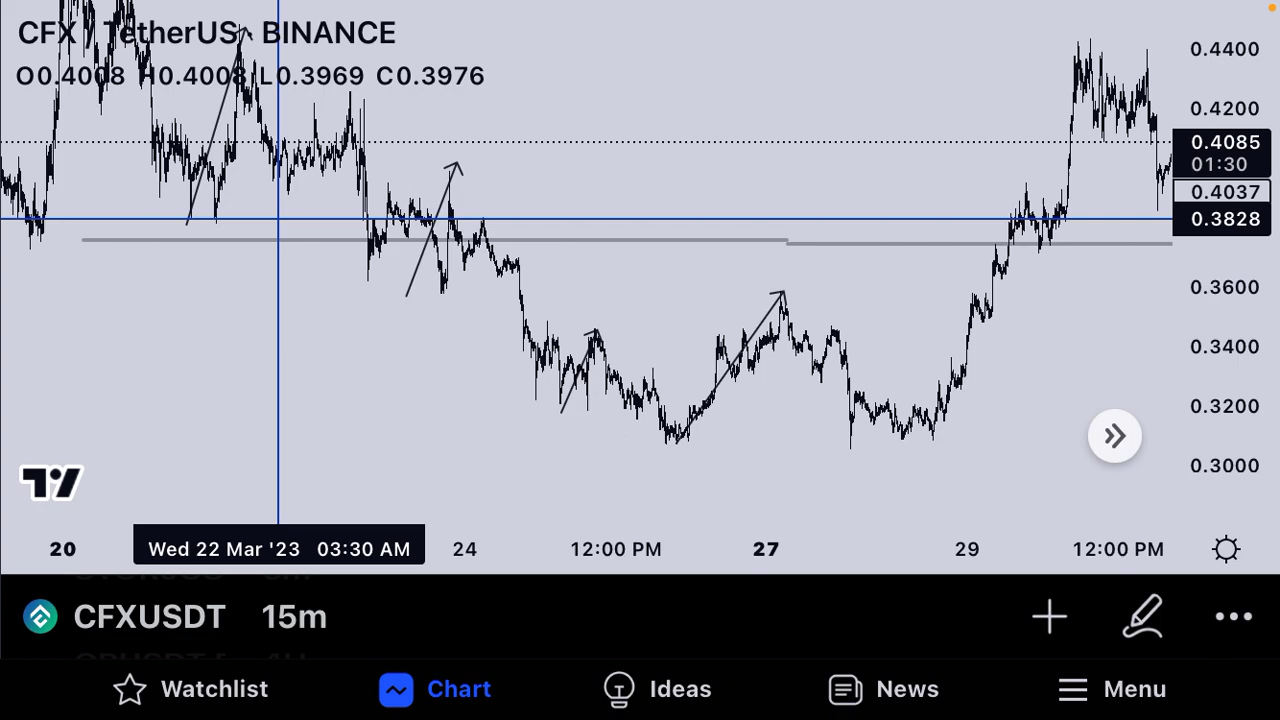 CFX / TetherUS · BINANCE
O0.4008 H0.4008 L0.3969 C0.3976
0.4400
0.4200
0.4085
01:30
0.4037
0.3828
0.3600
0.3400
0.3200
0.3000
20 Wed 22 Mar '23 03:30 AM 24 12:00 PM 27 29 12:00 PM
CFXUSDT 15m
Watchlist Chart Ideas News Menu